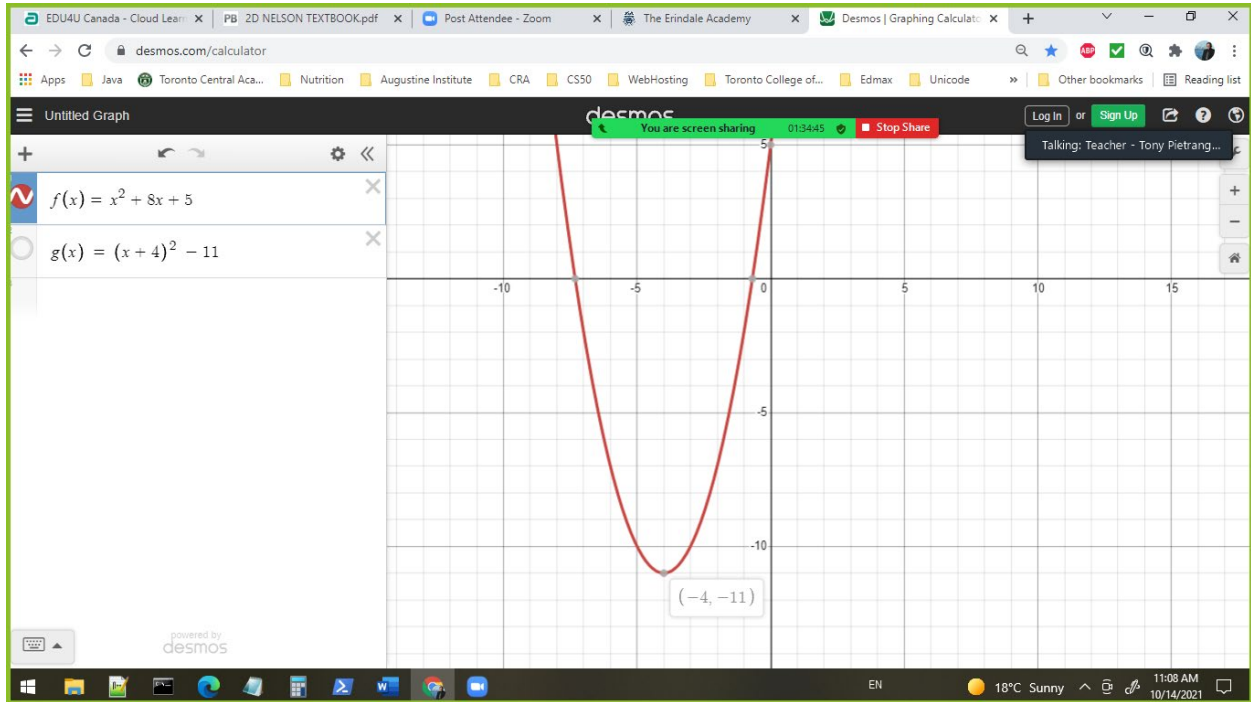 EDU4U Canada - Cloud Learn
PB 2D NELSON TEXTBOOK.pdf
Post Attendee - Zoom
The Erindale Academy
Desmos | Graphing Calculato
desmos.com/calculator
ABP
Apps Java Toronto Central Aca... Nutrition Augustine Institute CRA CS50 WebHosting Toronto College of... Edmax Unicode » Other bookmarks Reading list
Untitled Graph
desmos
Log In or Sign Up
You are screen sharing 01:34:45 Stop Share
Talking: Teacher - Tony Pietrang...
f(x) = x² + 8x + 5
g(x) = (x + 4)² − 11
5
-10 -5 0 5 10 15
-5
-10
(−4, −11)
powered by
desmos
EN
18°C Sunny
11:08 AM
10/14/2021